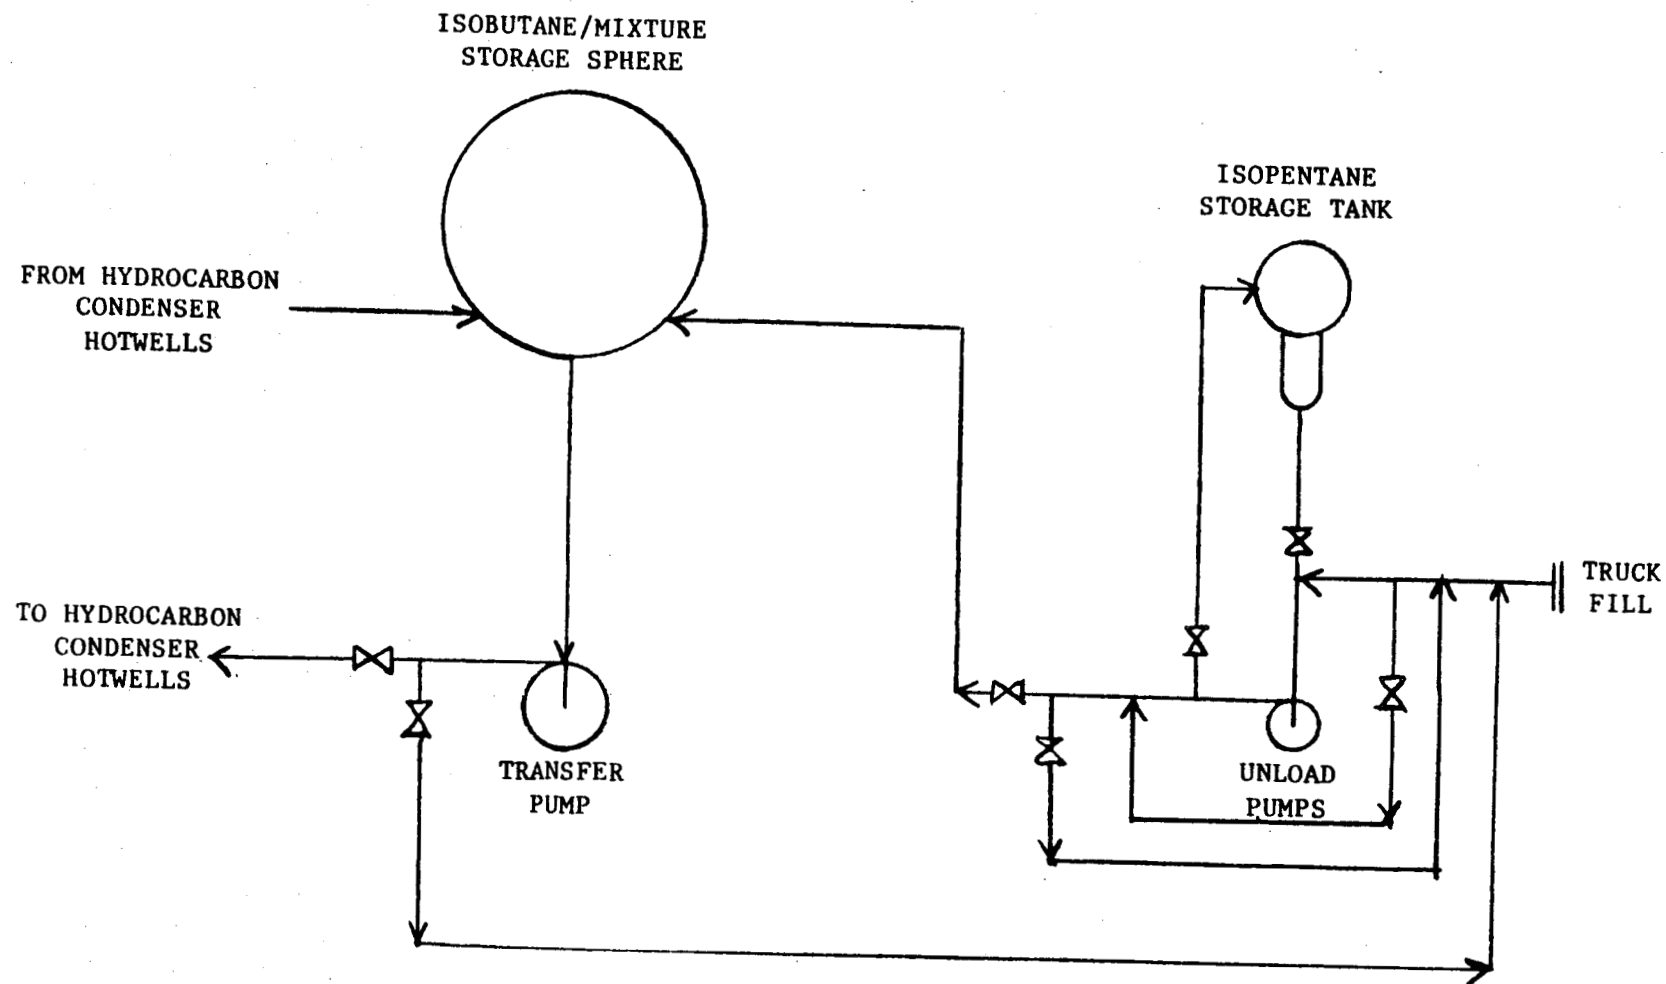 ISOBUTANE/MIXTURE
STORAGE SPHERE
ISOPENTANE
STORAGE TANK
FROM HYDROCARBON
CONDENSER
HOTWELLS
TRUCK
FILL
TO HYDROCARBON
CONDENSER
HOTWELLS
TRANSFER
PUMP
UNLOAD
PUMPS